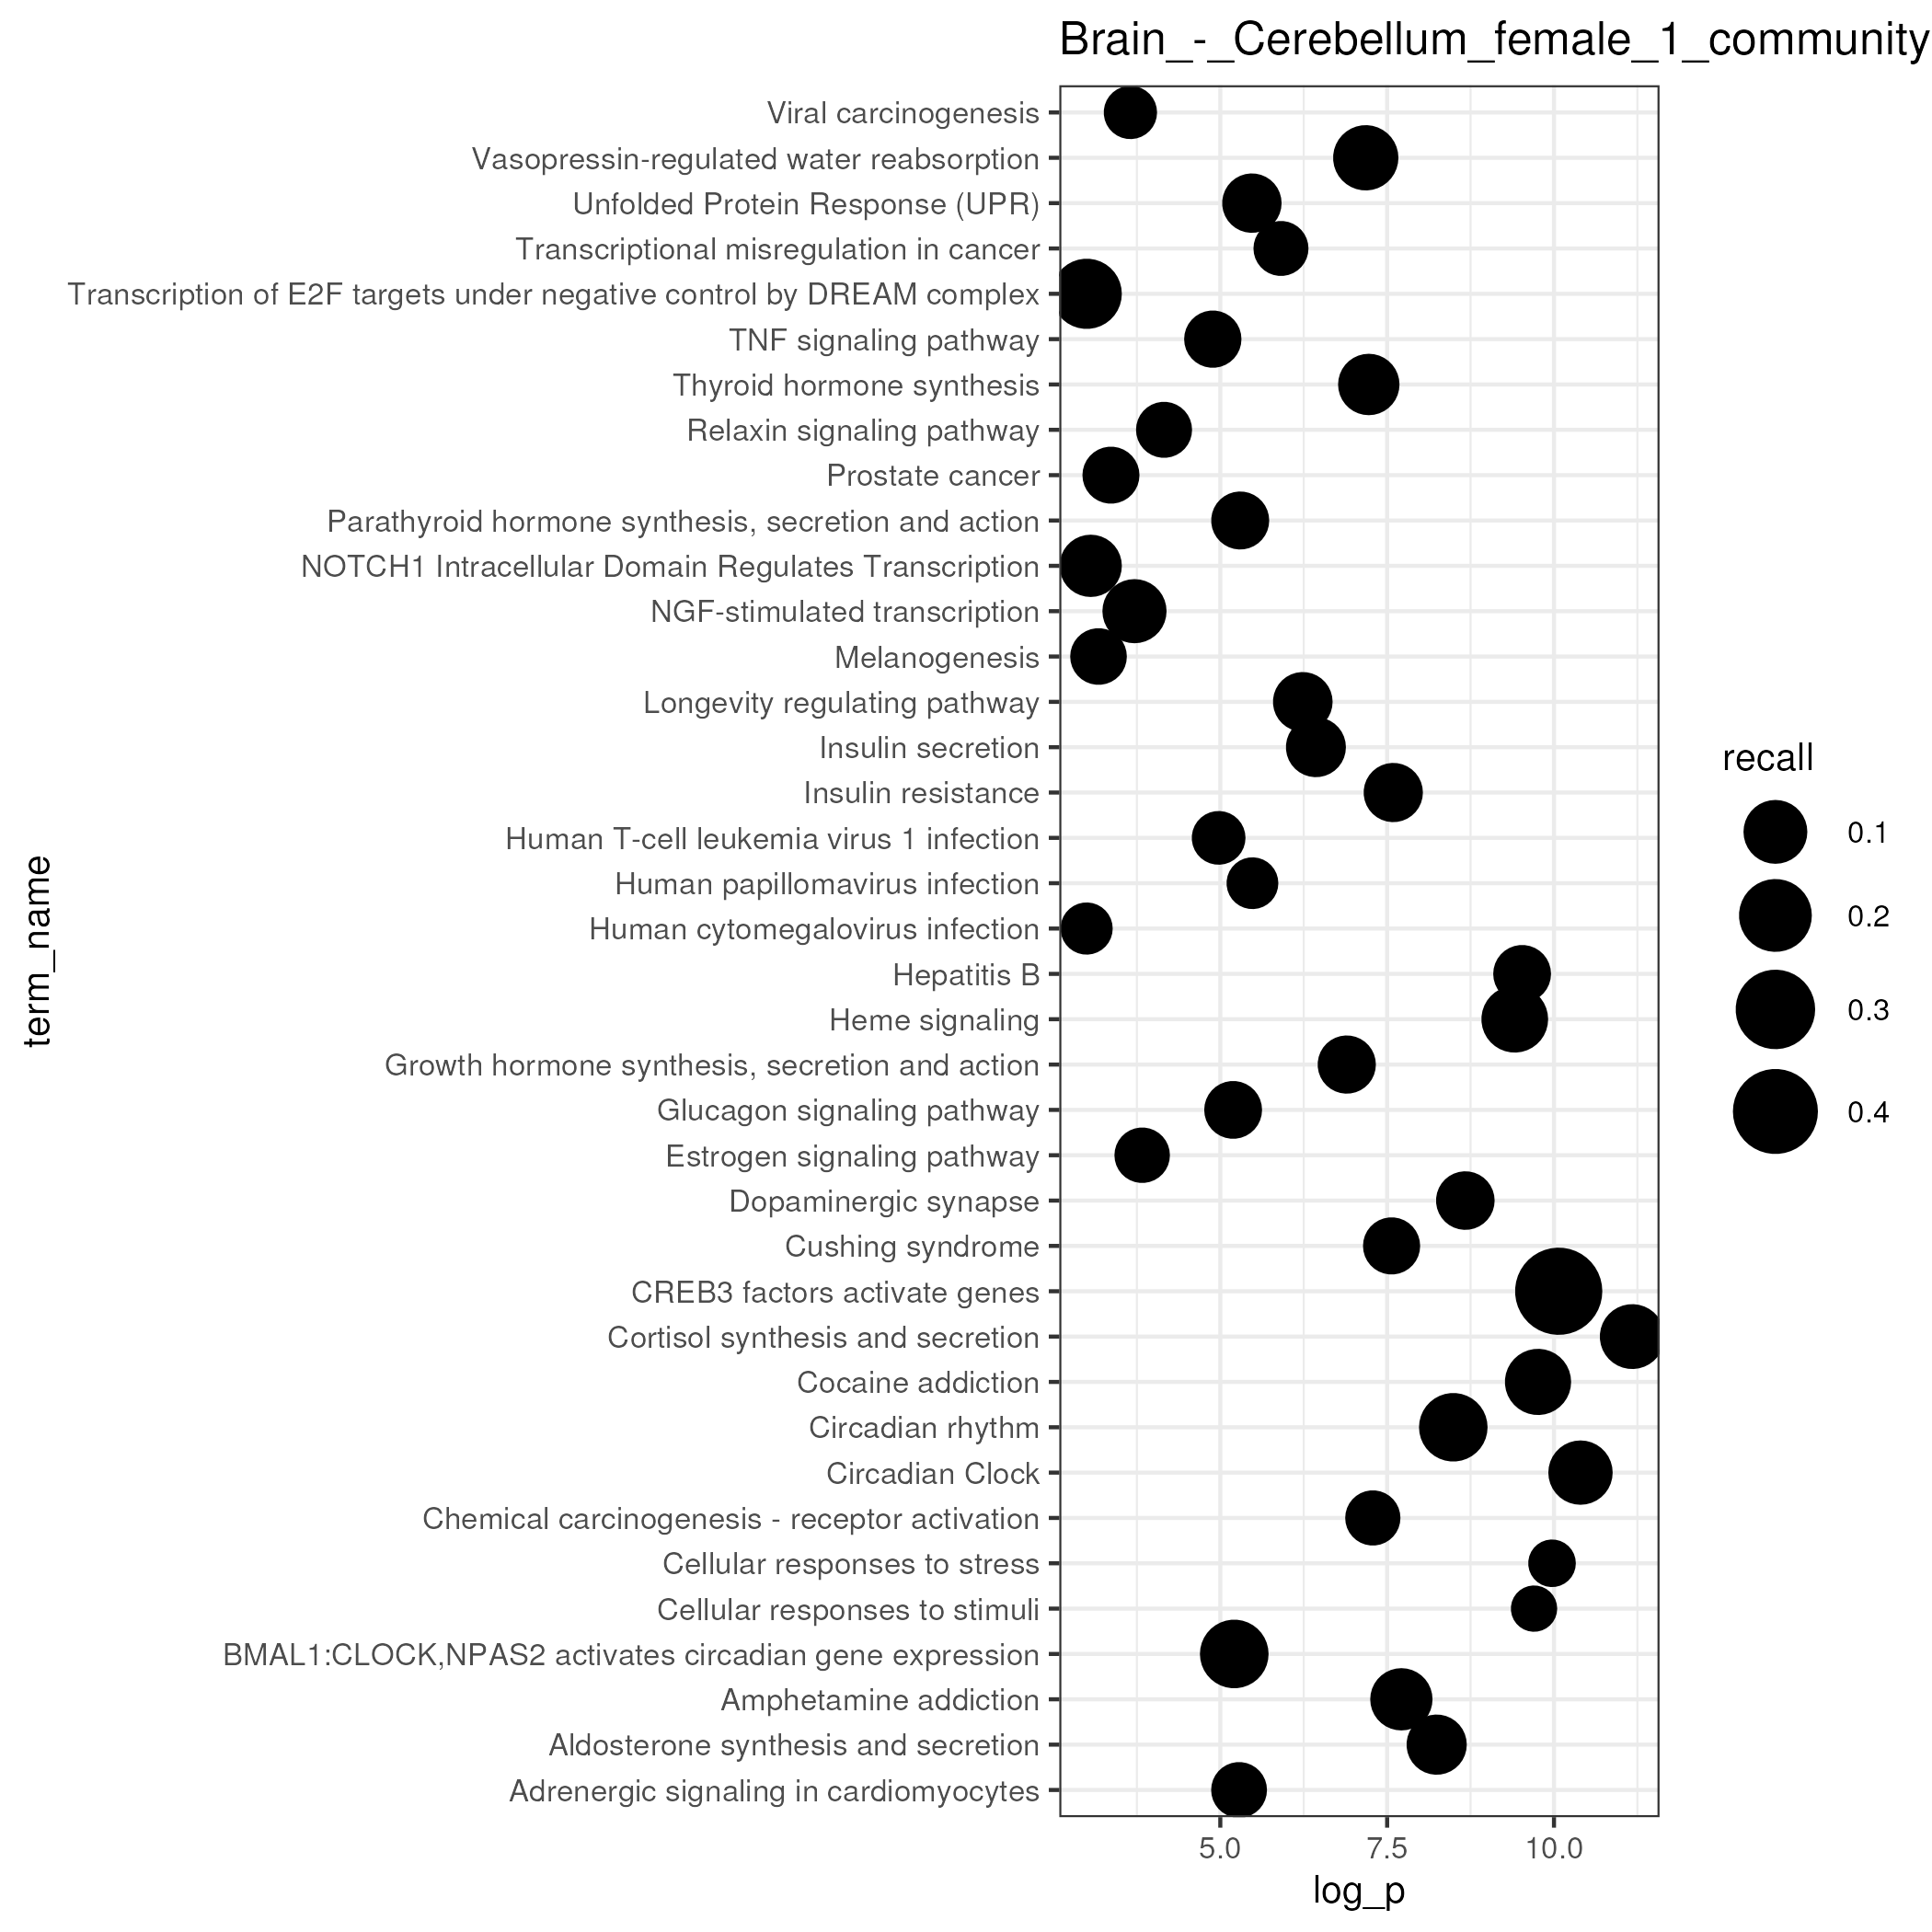 Brain_-_Cerebellum_female_1_community
Viral carcinogenesis
Vasopressin-regulated water reabsorption
Unfolded Protein Response (UPR)
Transcriptional misregulation in cancer
Transcription of E2F targets under negative control by DREAM complex
TNF signaling pathway
Thyroid hormone synthesis
Relaxin signaling pathway
Prostate cancer
Parathyroid hormone synthesis, secretion and action
NOTCH1 Intracellular Domain Regulates Transcription
NGF-stimulated transcription
Melanogenesis
Longevity regulating pathway
Insulin secretion
Insulin resistance
Human T-cell leukemia virus 1 infection
Human papillomavirus infection
Human cytomegalovirus infection
Hepatitis B
Heme signaling
Growth hormone synthesis, secretion and action
Glucagon signaling pathway
Estrogen signaling pathway
Dopaminergic synapse
Cushing syndrome
CREB3 factors activate genes
Cortisol synthesis and secretion
Cocaine addiction
Circadian rhythm
Circadian Clock
Chemical carcinogenesis - receptor activation
Cellular responses to stress
Cellular responses to stimuli
BMAL1:CLOCK,NPAS2 activates circadian gene expression
Amphetamine addiction
Aldosterone synthesis and secretion
Adrenergic signaling in cardiomyocytes
term_name
5.0 7.5 10.0
log_p
recall
0.1
0.2
0.3
0.4